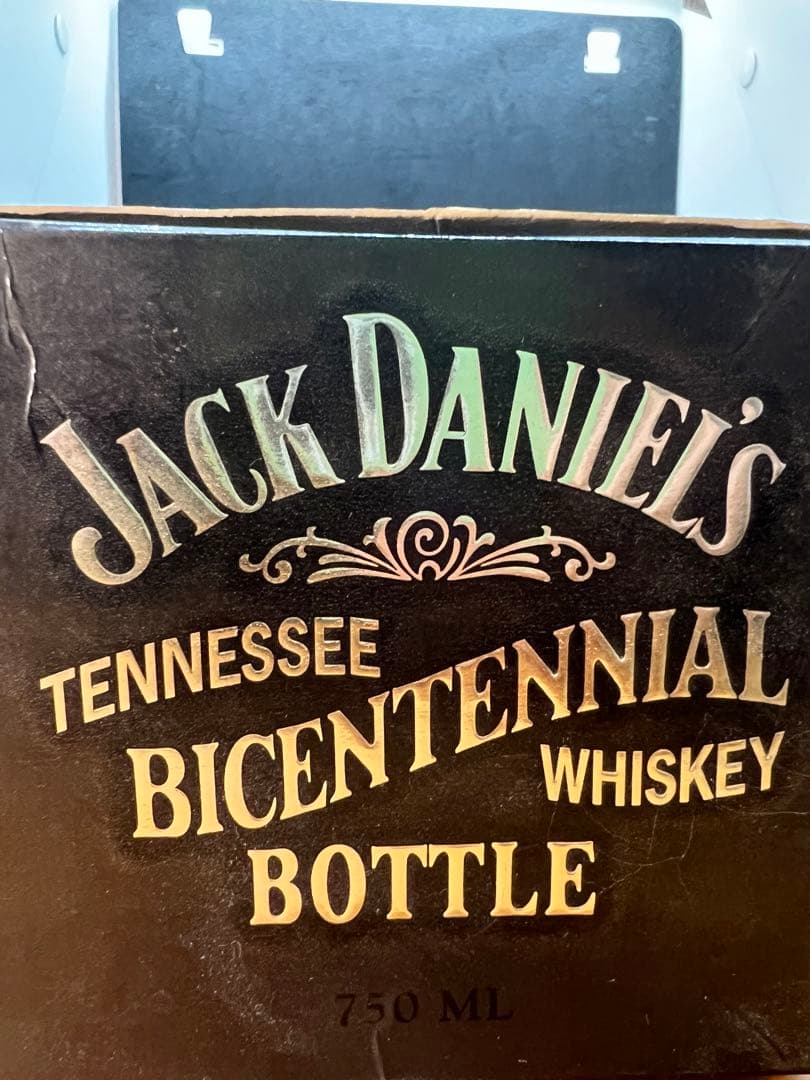 JACK DANIEL'S
TENNESSEE
BICENTENNIAL
WHISKEY
BOTTLE
750 ML